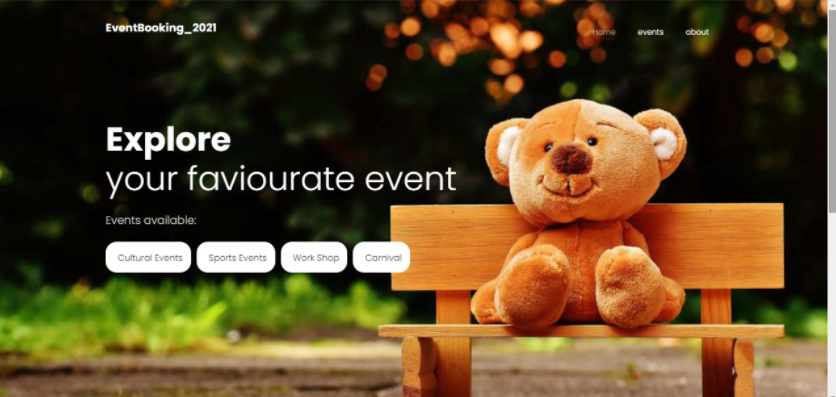 EventBooking_2021
Home events about
Explore
your faviourate event
Events available:
Cultural Events Sports Events Work Shop Carnival